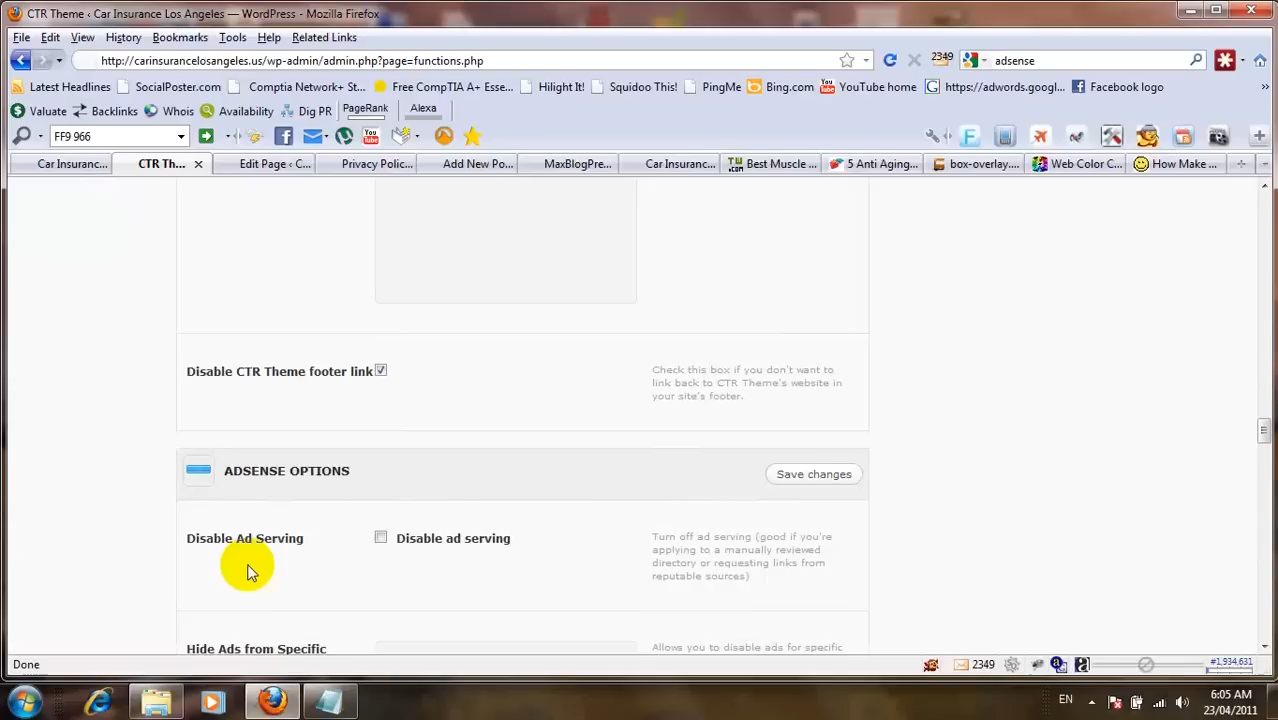 CTR Theme ‹ Car Insurance Los Angeles — WordPress - Mozilla Firefox
File Edit View History Bookmarks Tools Help Related Links
http://carinsurancelosangeles.us/wp-admin/admin.php?page=functions.php 2349 adsense
Latest Headlines SocialPoster.com Comptia Network+ St... Free CompTIA A+ Esse... Hilight It! Squidoo This! PingMe Bing.com YouTube home https://adwords.googl... Facebook logo »
Valuate Backlinks Whois Availability Dig PR PageRank Alexa
FF9 966
Car Insuranc... CTR Th... Edit Page ‹ C... Privacy Polic... Add New Po... MaxBlogPre... Car Insuranc... Best Muscle ... 5 Anti Aging... box-overlay.... Web Color C... How Make ...
Disable CTR Theme footer link
Check this box if you don't want to
link back to CTR Theme's website in
your site's footer.
ADSENSE OPTIONS Save changes
Disable Ad Serving Disable ad serving
Turn off ad serving (good if you're
applying to a manually reviewed
directory or requesting links from
reputable sources)
Hide Ads from Specific
Allows you to disable ads for specific
Done 2349 #1,934,631
EN 6:05 AM
23/04/2011